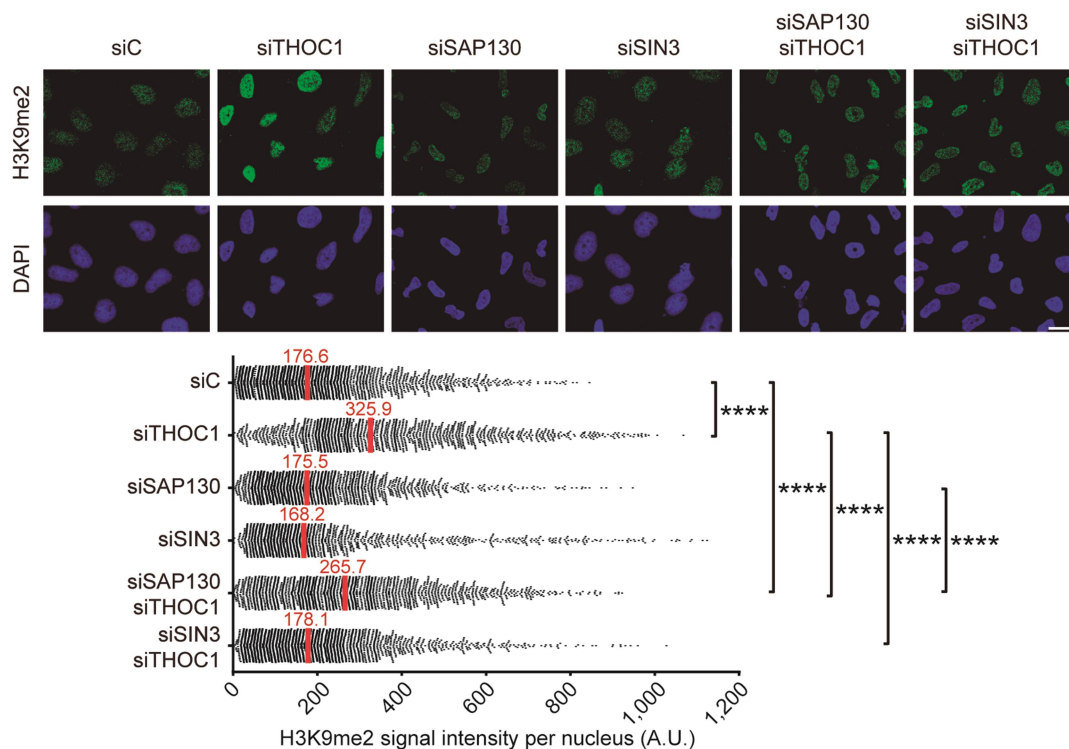 siC
siTHOC1
siSAP130
siSIN3
siSAP130
siTHOC1
siSIN3
siTHOC1
H3K9me2
DAPI
siC
176.6
siTHOC1
325.9
siSAP130
175.5
siSIN3
168.2
siSAP130
siTHOC1
265.7
siSIN3
siTHOC1
178.1
****
****
****
****
****
0
200
400
600
800
1,000
1,200
H3K9me2 signal intensity per nucleus (A.U.)